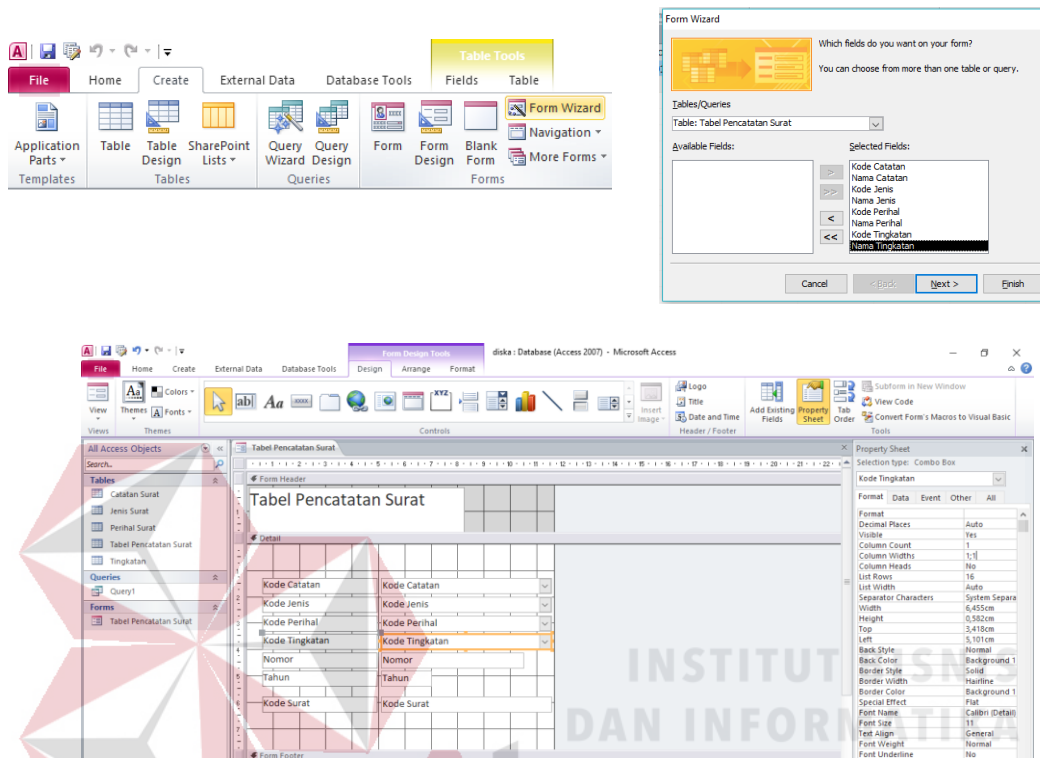 Table Tools
File Home Create External Data Database Tools Fields Table
Application Parts
Table
Table Design
SharePoint Lists
Query Wizard
Query Design
Form
Form Design
Blank Form
Form Wizard
Navigation
More Forms
Templates Tables Queries Forms
Form Wizard
Which fields do you want on your form?
You can choose from more than one table or query.
Tables/Queries
Table: Tabel Pencatatan Surat
Available Fields: Selected Fields:
Kode Catatan
Nama Catatan
Kode Jenis
Nama Jenis
Kode Perihal
Nama Perihal
Kode Tingkatan
Nama Tingkatan
>
>>
<
<<
Cancel < Back Next > Finish
Form Design Tools diska : Database (Access 2007) - Microsoft Access
File Home Create External Data Database Tools Design Arrange Format
View
Themes
Colors
Fonts
Aa
ab
Aa
XXXX
XYZ
Insert Image
Logo
Title
Date and Time
Add Existing Fields
Property Sheet
Tab Order
Subform in New Window
View Code
Convert Form's Macros to Visual Basic
Views Themes Controls Header / Footer Tools
All Access Objects
Search..
Tables
Catatan Surat
Jenis Surat
Perihal Surat
Tabel Pencatatan Surat
Tingkatan
Queries
Query1
Forms
Tabel Pencatatan Surat
Tabel Pencatatan Surat
Form Header
Tabel Pencatatan Surat
Detail
Kode Catatan Kode Catatan
Kode Jenis Kode Jenis
Kode Perihal Kode Perihal
Kode Tingkatan Kode Tingkatan
Nomor Nomor
Tahun Tahun
Kode Surat Kode Surat
Form Footer
Property Sheet
Selection type: Combo Box
Kode Tingkatan
Format Data Event Other All
Format
Decimal Places Auto
Visible Yes
Column Count 1
Column Widths 1;1
Column Heads No
List Rows 16
List Width Auto
Separator Characters System Separa
Width 6,455cm
Height 0,582cm
Top 3,418cm
Left 5,101cm
Back Style Normal
Back Color Background 1
Border Style Solid
Border Width Hairline
Border Color Background 1
Special Effect Flat
Font Name Calibri (Detail)
Font Size 11
Text Align General
Font Weight Normal
Font Underline No
INSTITUT BISNIS
DAN INFORMATIKA